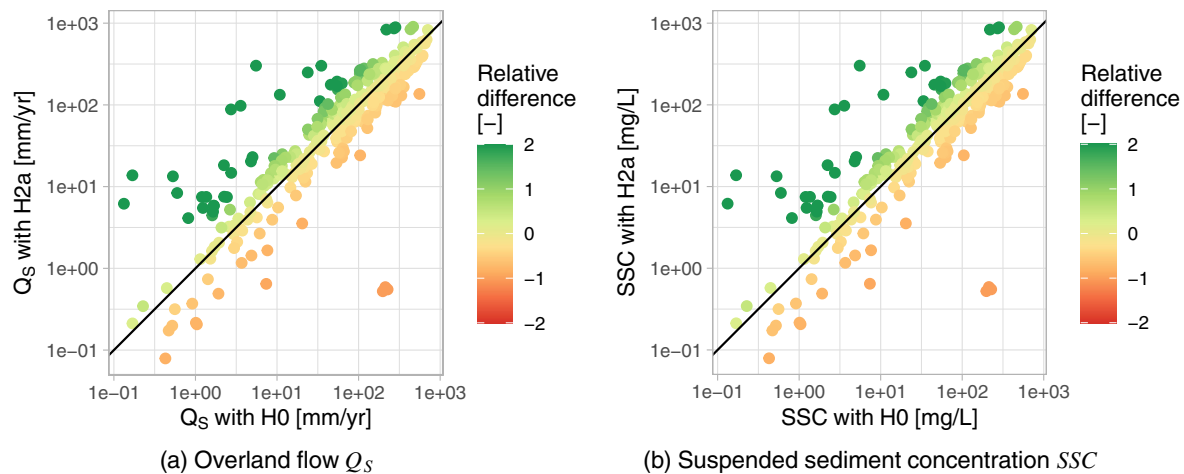 1e+03
1e+02
1e+01
1e+00
1e−01
Q_S with H2a [mm/yr]
1e−01 1e+00 1e+01 1e+02 1e+03
Q_S with H0 [mm/yr]
Relative
difference
[−]
2
1
0
−1
−2
(a) Overland flow Q_S
1e+03
1e+02
1e+01
1e+00
1e−01
SSC with H2a [mg/L]
1e−01 1e+00 1e+01 1e+02 1e+03
SSC with H0 [mg/L]
Relative
difference
[−]
2
1
0
−1
−2
(b) Suspended sediment concentration SSC